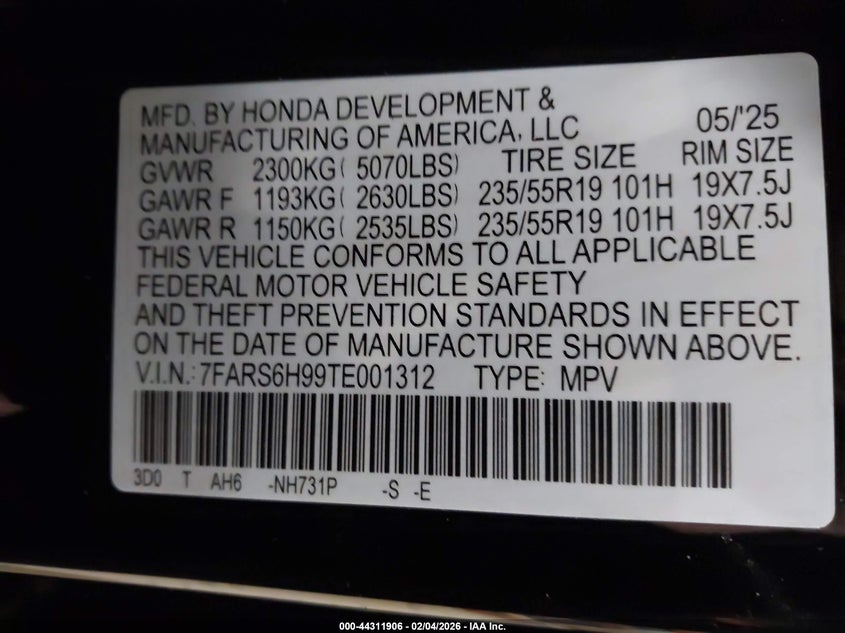 MFD. BY HONDA DEVELOPMENT &
MANUFACTURING OF AMERICA, LLC 05/'25
GVWR 2300KG( 5070LBS) TIRE SIZE RIM SIZE
GAWR F 1193KG( 2630LBS) 235/55R19 101H 19X7.5J
GAWR R 1150KG( 2535LBS) 235/55R19 101H 19X7.5J
THIS VEHICLE CONFORMS TO ALL APPLICABLE
FEDERAL MOTOR VEHICLE SAFETY
AND THEFT PREVENTION STANDARDS IN EFFECT
ON THE DATE OF MANUFACTURE SHOWN ABOVE.
V.I.N.: 7FARS6H99TE001312 TYPE: MPV
3D0 T AH6 -NH731P -S -E
000-44311906 - 02/04/2026 - IAA Inc.